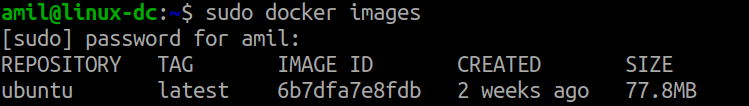 amil@linux-dc:~$ sudo docker images
[sudo] password for amil:
REPOSITORY TAG IMAGE ID CREATED SIZE
ubuntu latest 6b7dfa7e8fdb 2 weeks ago 77.8MB